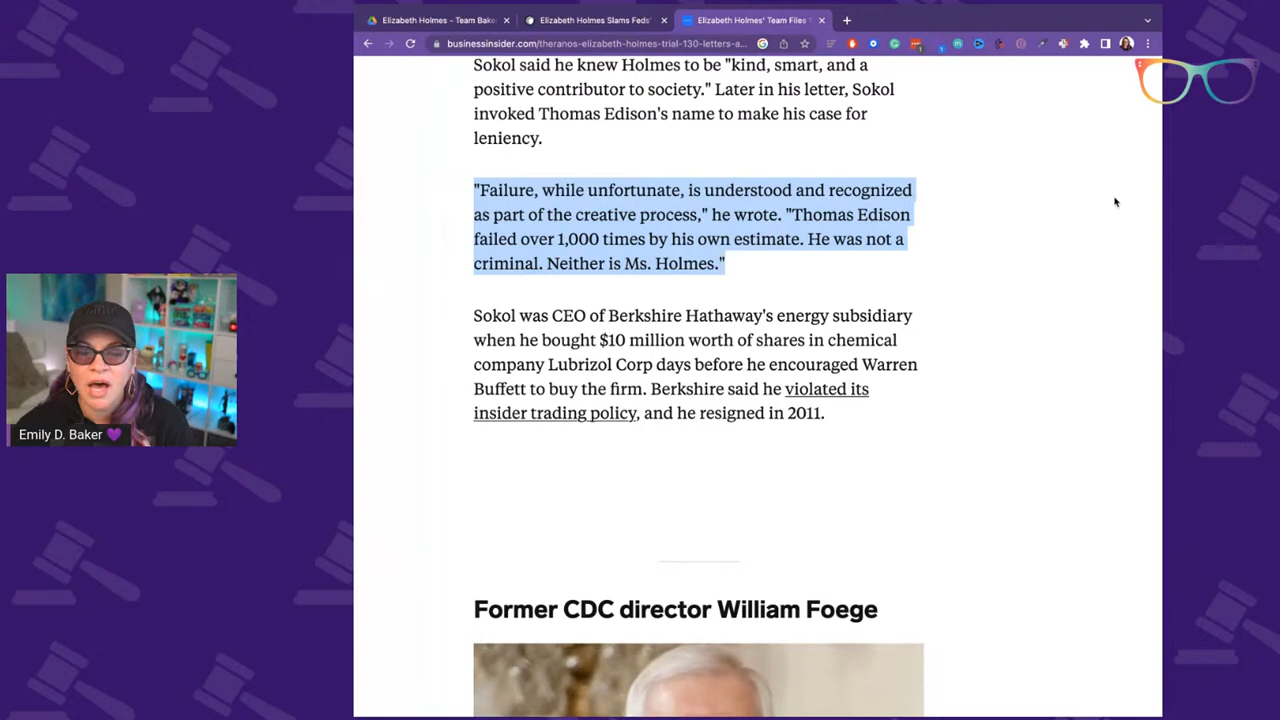 Elizabeth Holmes - Team Bake
Elizabeth Holmes Slams Feds'
Elizabeth Holmes' Team Files
businessinsider.com/theranos-elizabeth-holmes-trial-130-letters-a...
Sokol said he knew Holmes to be "kind, smart, and a
positive contributor to society." Later in his letter, Sokol
invoked Thomas Edison's name to make his case for
leniency.
"Failure, while unfortunate, is understood and recognized
as part of the creative process," he wrote. "Thomas Edison
failed over 1,000 times by his own estimate. He was not a
criminal. Neither is Ms. Holmes."
Sokol was CEO of Berkshire Hathaway's energy subsidiary
when he bought $10 million worth of shares in chemical
company Lubrizol Corp days before he encouraged Warren
Buffett to buy the firm. Berkshire said he violated its
insider trading policy, and he resigned in 2011.
Former CDC director William Foege
Emily D. Baker 💜